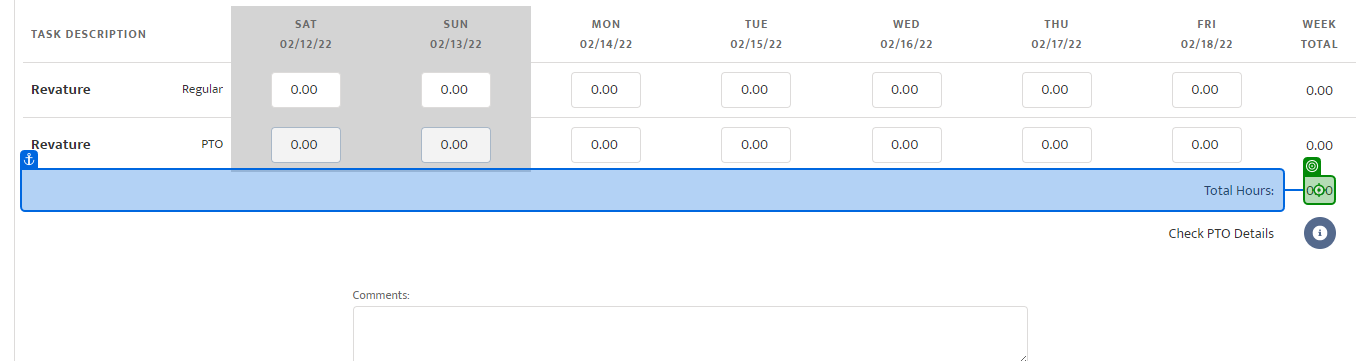 TASK DESCRIPTION SAT SUN MON TUE WED THU FRI WEEK
02/12/22 02/13/22 02/14/22 02/15/22 02/16/22 02/17/22 02/18/22 TOTAL
Revature Regular 0.00 0.00 0.00 0.00 0.00 0.00 0.00 0.00
Revature PTO 0.00 0.00 0.00 0.00 0.00 0.00 0.00 0.00
Total Hours:
Check PTO Details
Comments: